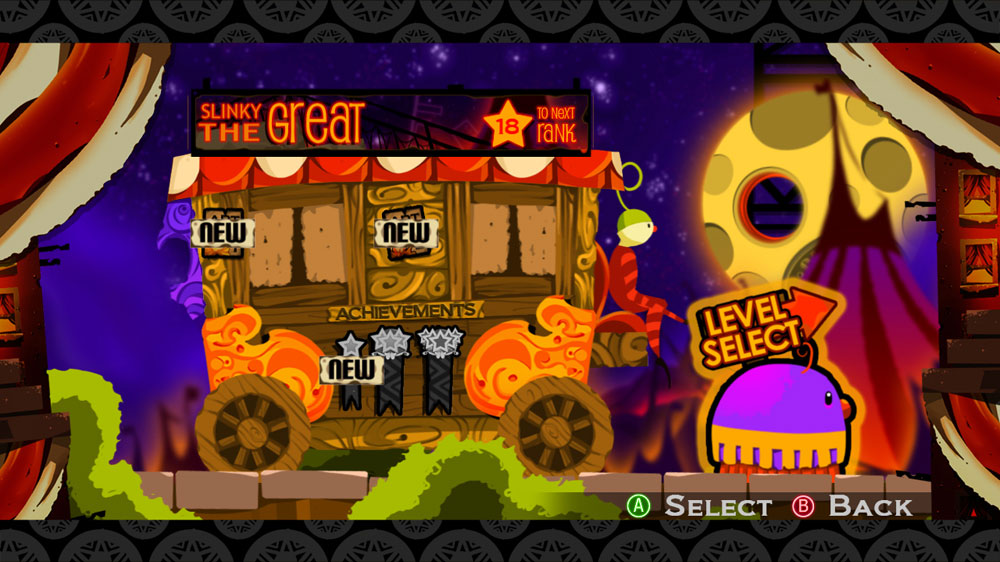 SLINKY
THE GREAT
18
TO NEXT
RANK
NEW
NEW
ACHIEVEMENTS
NEW
LEVEL
SELECT
A SELECT B BACK